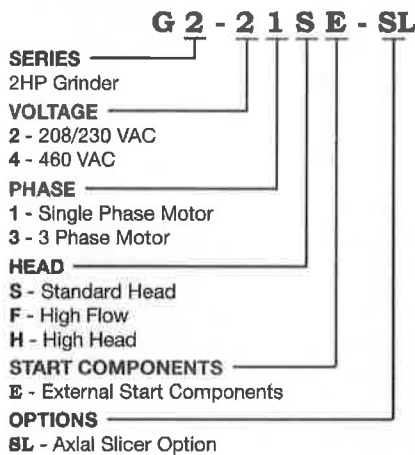 G2-21SE-SL
SERIES
2HP Grinder
VOLTAGE
2 - 208/230 VAC
4 - 460 VAC
PHASE
1 - Single Phase Motor
3 - 3 Phase Motor
HEAD
S - Standard Head
F - High Flow
H - High Head
START COMPONENTS
E - External Start Components
OPTIONS
SL - Axial Slicer Option